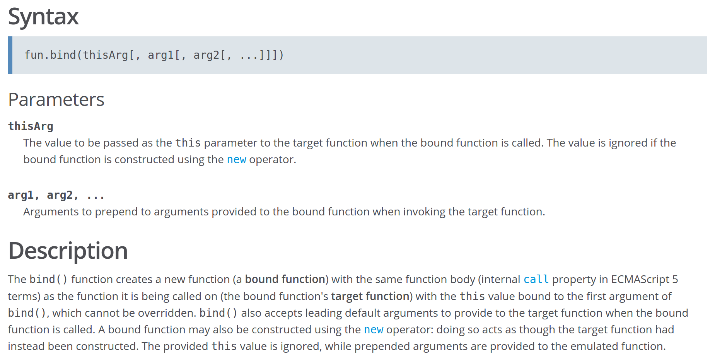 Syntax
fun.bind(thisArg[, arg1[, arg2[, ...]]])
Parameters
thisArg
The value to be passed as the this parameter to the target function when the bound function is called. The value is ignored if the
bound function is constructed using the new operator.
arg1, arg2, ...
Arguments to prepend to arguments provided to the bound function when invoking the target function.
Description
The bind() function creates a new function (a bound function) with the same function body (internal call property in ECMAScript 5
terms) as the function it is being called on (the bound function's target function) with the this value bound to the first argument of
bind(), which cannot be overridden. bind() also accepts leading default arguments to provide to the target function when the bound
function is called. A bound function may also be constructed using the new operator: doing so acts as though the target function had
instead been constructed. The provided this value is ignored, while prepended arguments are provided to the emulated function.